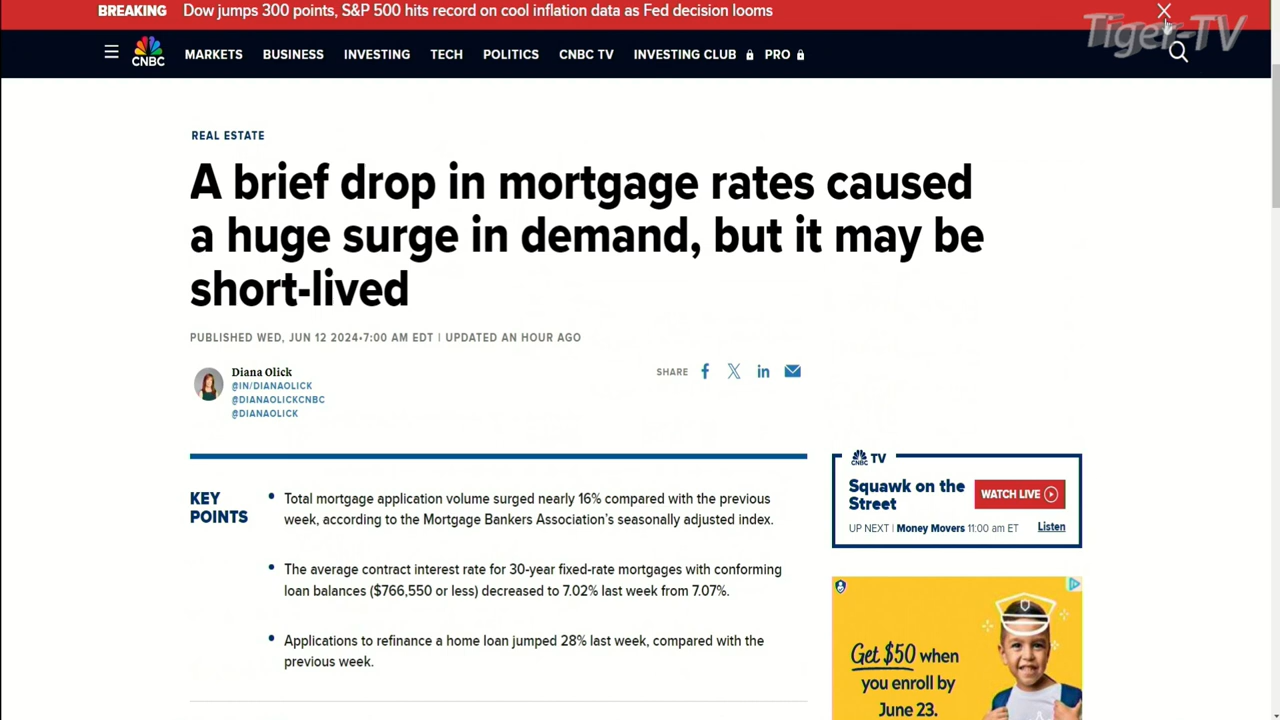 BREAKING Dow jumps 300 points, S&P 500 hits record on cool inflation data as Fed decision looms
Tiger-TV
CNBC MARKETS BUSINESS INVESTING TECH POLITICS CNBC TV INVESTING CLUB PRO
REAL ESTATE
A brief drop in mortgage rates caused
a huge surge in demand, but it may be
short-lived
PUBLISHED WED, JUN 12 2024•7:00 AM EDT | UPDATED AN HOUR AGO
Diana Olick
@IN/DIANAOLICK
@DIANAOLICKCNBC
@DIANAOLICK
SHARE
KEY
POINTS
Total mortgage application volume surged nearly 16% compared with the previous
week, according to the Mortgage Bankers Association's seasonally adjusted index.
The average contract interest rate for 30-year fixed-rate mortgages with conforming
loan balances ($766,550 or less) decreased to 7.02% last week from 7.07%.
Applications to refinance a home loan jumped 28% last week, compared with the
previous week.
CNBC TV
Squawk on the
Street
WATCH LIVE
UP NEXT | Money Movers 11:00 am ET
Listen
Get $50 when
you enroll by
June 23.